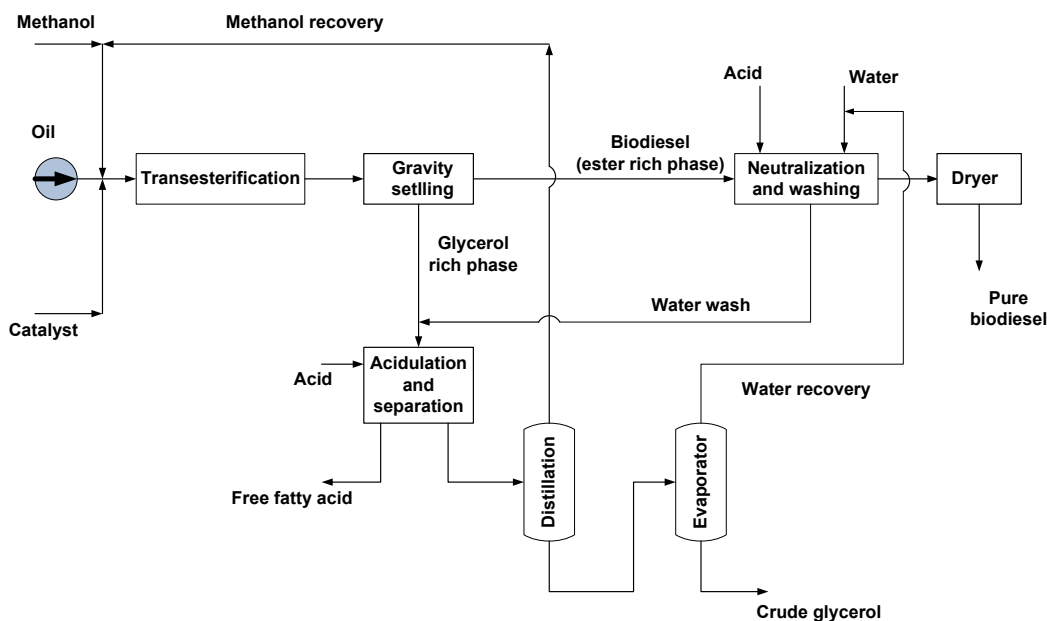 Methanol
Methanol recovery
Acid
Water
Oil
Biodiesel
(ester rich phase)
Transesterification
Gravity
setlling
Neutralization
and washing
Dryer
Glycerol
rich phase
Catalyst
Water wash
Pure
biodiesel
Acid
Acidulation
and
separation
Water recovery
Free fatty acid
Distillation
Evaporator
Crude glycerol